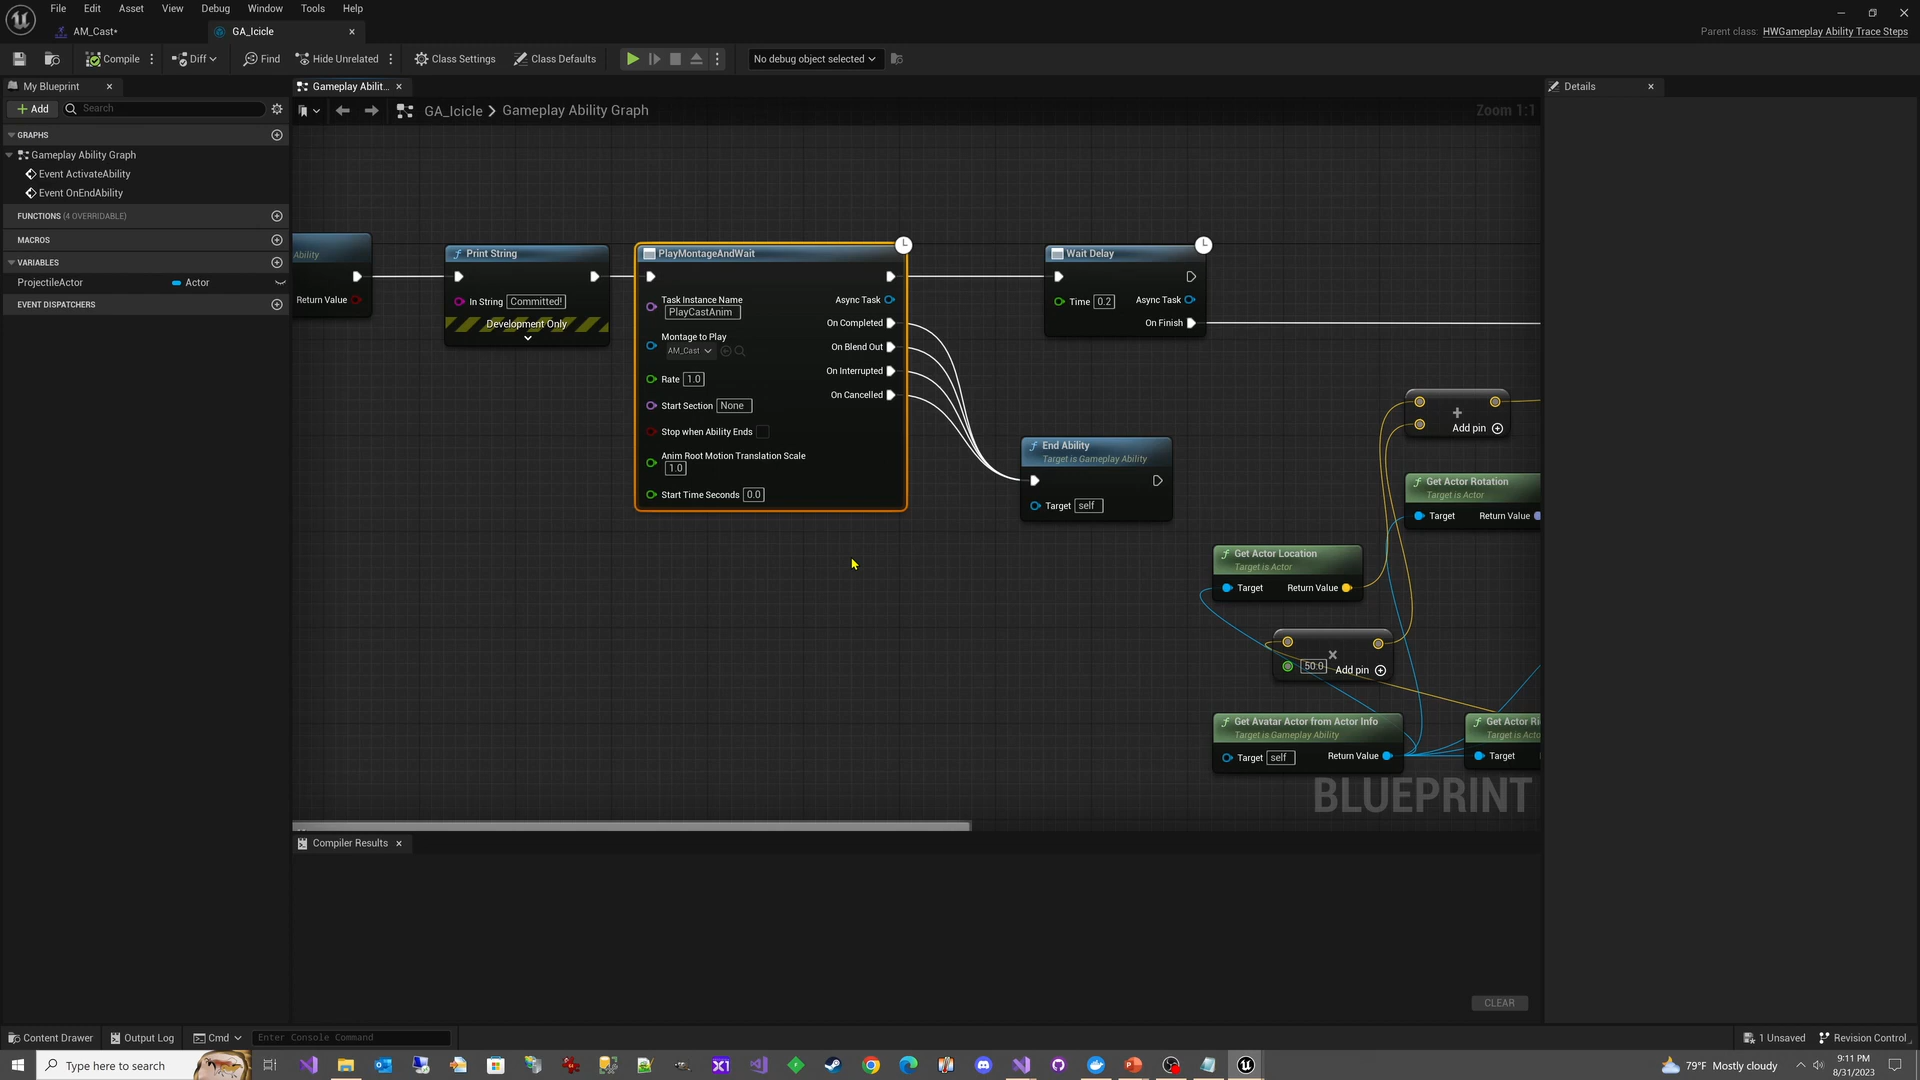 File Edit View Asset Debug Window Tools Help
AM_Cast*
GA_Icicle
Parent class: HWGameplay Ability Trace Steps
Compile
Diff
Find
Hide Unrelated
Class Settings
Class Defaults
No debug object selected
My Blueprint
Gameplay Abilit...
Details
Add
Search
GA_Icicle > Gameplay Ability Graph
Zoom 1:1
GRAPHS
Gameplay Ability Graph
Event ActivateAbility
Event OnEndAbility
FUNCTIONS (4 OVERRIDABLE)
MACROS
VARIABLES
ProjectileActor
Actor
EVENT DISPATCHERS
Ability
Return Value
Print String
In String Committed!
Development Only
PlayMontageAndWait
Task Instance Name
PlayCastAnim
Montage to Play
AM_Cast
Rate 1.0
Start Section None
Stop when Ability Ends
Anim Root Motion Translation Scale
1.0
Start Time Seconds 0.0
Async Task
On Completed
On Blend Out
On Interrupted
On Cancelled
Wait Delay
Time 0.2
Async Task
On Finish
End Ability
Target is Gameplay Ability
Target self
+
Add pin
Get Actor Rotation
Target is Actor
Target
Return Value
Get Actor Location
Target is Actor
Target
Return Value
50.0
Add pin
Get Avatar Actor from Actor Info
Target is Gameplay Ability
Target self
Return Value
Get Actor Ri
Target is Acto
Target
BLUEPRINT
Compiler Results
CLEAR
Content Drawer
Output Log
Cmd
Enter Console Command
1 Unsaved
Revision Control
Type here to search
79°F Mostly cloudy
9:11 PM
8/31/2023